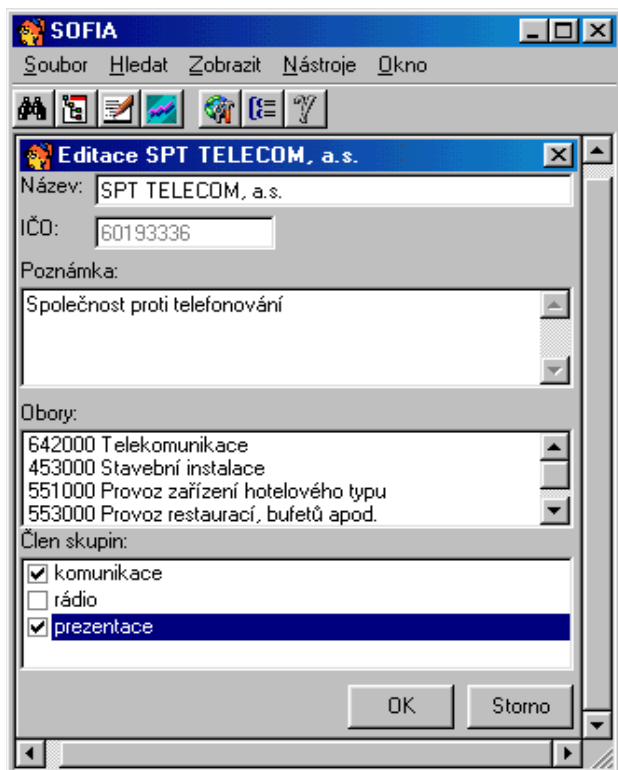 SOFIA
Soubor Hledat Zobrazit Nástroje Okno
Editace SPT TELECOM, a.s.
Název: SPT TELECOM, a.s.
IČO: 60193336
Poznámka:
Společnost proti telefonování
Obory:
642000 Telekomunikace
453000 Stavební instalace
551000 Provoz zařízení hotelového typu
553000 Provoz restaurací, bufetů apod.
Člen skupin:
komunikace
rádio
prezentace
OK Storno